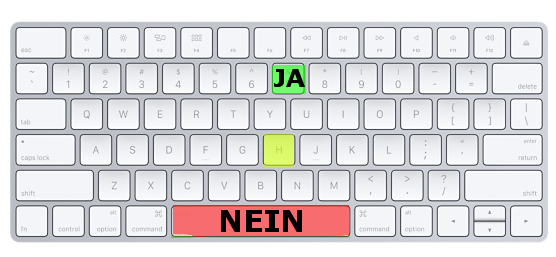 esc F1 F2 F3 F4 F5 F6 F7 F8 F9 F10 F11 F12
~ ` ! 1 @ 2 # 3 $ 4 % 5 ^ 6 JA * 8 ( 9 ) 0 — - + = delete
tab Q W E R T Y U I O P { [ } ] | \
caps lock A S D F G H J K L : ; " ' enter return
shift Z X C V B N M < , > . ? / shift
fn control alt option ⌘ command NEIN ⌘ command alt option ◄ ▲ ▼ ►